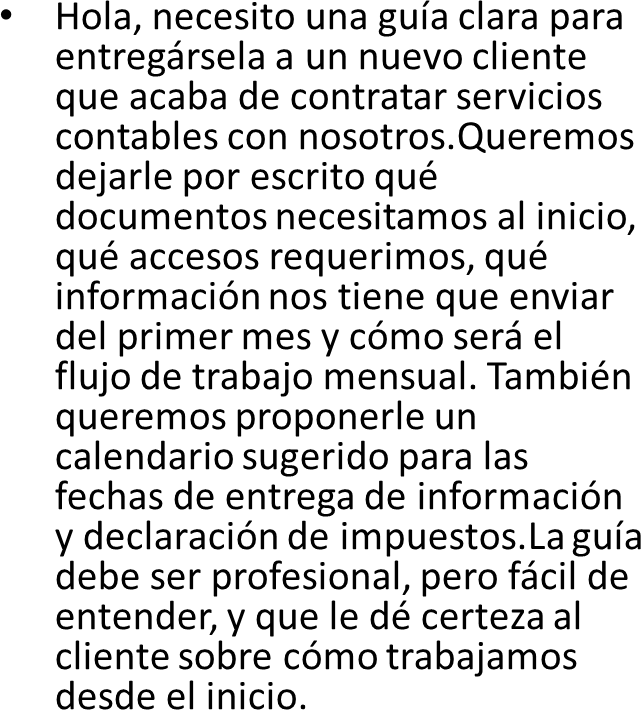 • Hola, necesito una guía clara para
entregársela a un nuevo cliente
que acaba de contratar servicios
contables con nosotros.Queremos
dejarle por escrito qué
documentos necesitamos al inicio,
qué accesos requerimos, qué
información nos tiene que enviar
del primer mes y cómo será el
flujo de trabajo mensual. También
queremos proponerle un
calendario sugerido para las
fechas de entrega de información
y declaración de impuestos.La guía
debe ser profesional, pero fácil de
entender, y que le dé certeza al
cliente sobre cómo trabajamos
desde el inicio.